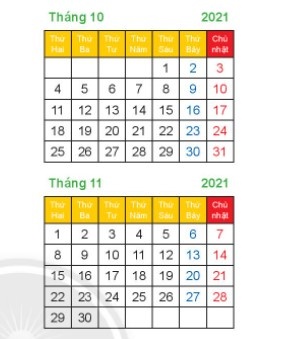 Tháng 10 2021
Thứ Hai Thứ Ba Thứ Tư Thứ Năm Thứ Sáu Thứ Bảy Chủ nhật
1 2 3
4 5 6 7 8 9 10
11 12 13 14 15 16 17
18 19 20 21 22 23 24
25 26 27 28 29 30 31
Tháng 11 2021
Thứ Hai Thứ Ba Thứ Tư Thứ Năm Thứ Sáu Thứ Bảy Chủ nhật
1 2 3 4 5 6 7
8 9 10 11 12 13 14
15 16 17 18 19 20 21
22 23 24 25 26 27 28
29 30